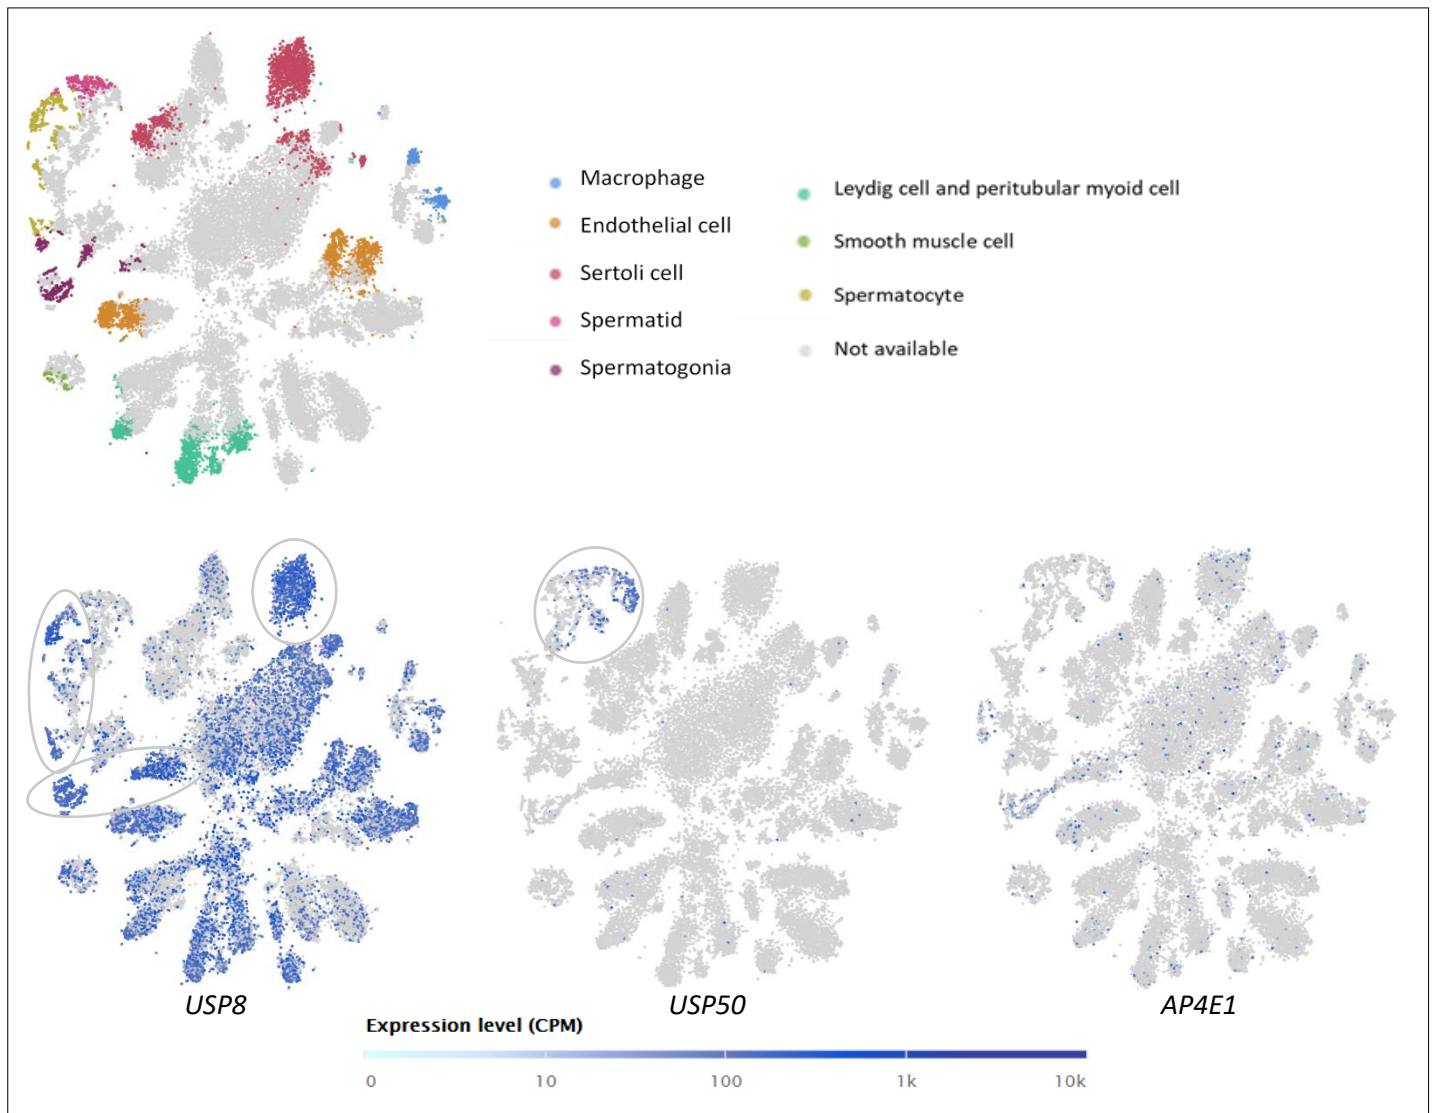 Macrophage
Endothelial cell
Sertoli cell
Spermatid
Spermatogonia
Leydig cell and peritubular myoid cell
Smooth muscle cell
Spermatocyte
Not available
USP8
USP50
AP4E1
Expression level (CPM)
0 10 100 1k 10k